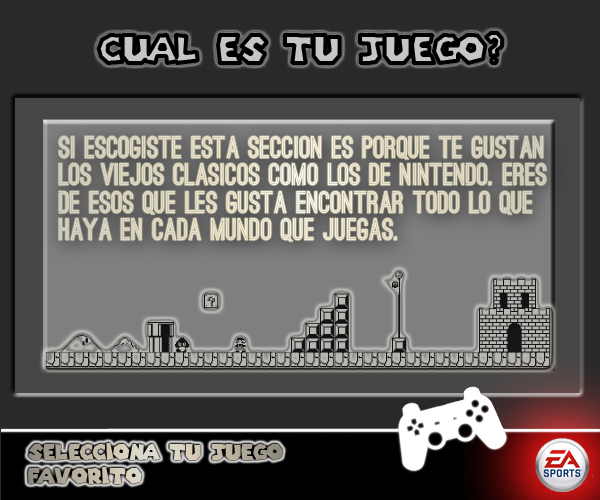 CUAL ES TU JUEGO?
SI ESCOGISTE ESTA SECCION ES PORQUE TE GUSTAN
LOS VIEJOS CLASICOS COMO LOS DE NINTENDO. ERES
DE ESOS QUE LES GUSTA ENCONTRAR TODO LO QUE
HAYA EN CADA MUNDO QUE JUEGAS.
?
SELECCIONA TU JUEGO
FAVORITO
EA
SPORTS